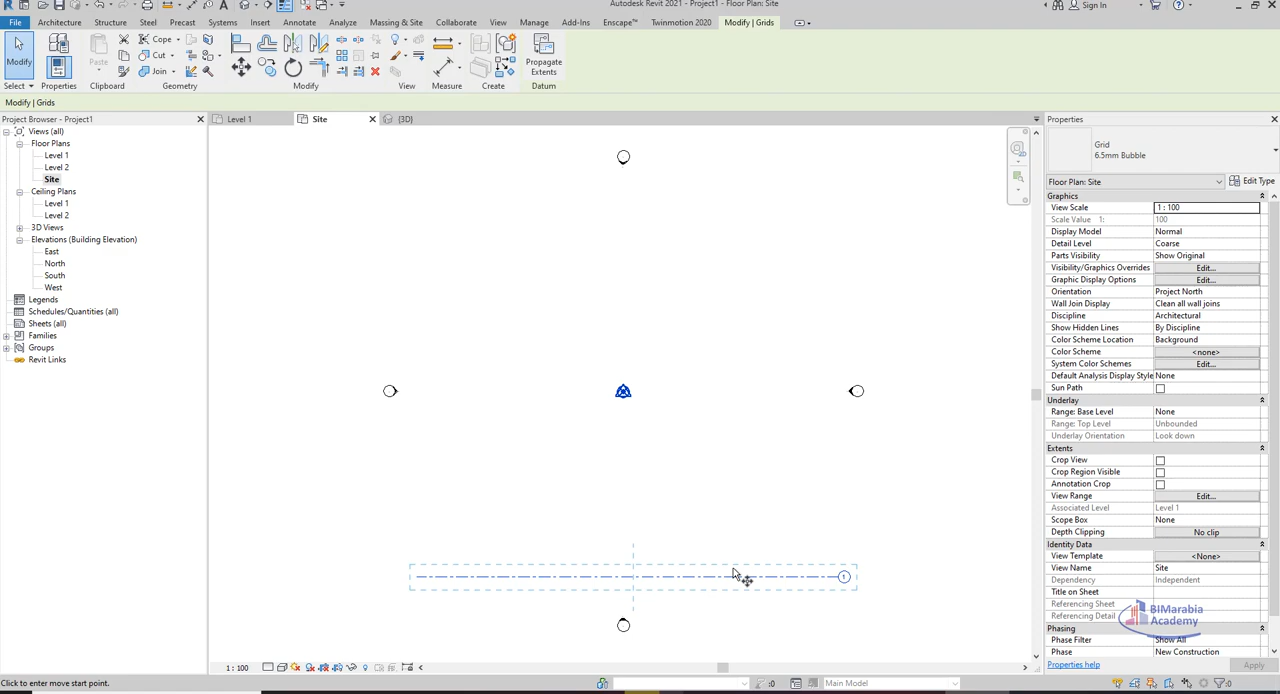 Autodesk Revit 2021 - Project1 - Floor Plan: Site
Sign In
File Architecture Structure Steel Precast Systems Insert Annotate Analyze Massing & Site Collaborate View Manage Add-Ins Enscape™ Twinmotion 2020 Modify | Grids
Modify
Paste
Cope
Cut
Join
Propagate
Extents
Select Properties Clipboard Geometry Modify View Measure Create Datum
Modify | Grids
Project Browser - Project1
Views (all)
Floor Plans
Level 1
Level 2
Site
Ceiling Plans
Level 1
Level 2
3D Views
Elevations (Building Elevation)
East
North
South
West
Legends
Schedules/Quantities (all)
Sheets (all)
Families
Groups
Revit Links
Level 1
Site
{3D}
1
Properties
Grid
6.5mm Bubble
Floor Plan: Site
Edit Type
Graphics
View Scale 1 : 100
Scale Value 1: 100
Display Model Normal
Detail Level Coarse
Parts Visibility Show Original
Visibility/Graphics Overrides Edit...
Graphic Display Options Edit...
Orientation Project North
Wall Join Display Clean all wall joins
Discipline Architectural
Show Hidden Lines By Discipline
Color Scheme Location Background
Color Scheme <none>
System Color Schemes Edit...
Default Analysis Display Style None
Sun Path
Underlay
Range: Base Level None
Range: Top Level Unbounded
Underlay Orientation Look down
Extents
Crop View
Crop Region Visible
Annotation Crop
View Range Edit...
Associated Level Level 1
Scope Box None
Depth Clipping No clip
Identity Data
View Template <None>
View Name Site
Dependency Independent
Title on Sheet
Referencing Sheet
Referencing Detail
BIMarabia
Academy
Phasing
Phase Filter Show All
Phase New Construction
Properties help
Apply
1 : 100
Click to enter move start point.
:0
Main Model
:0